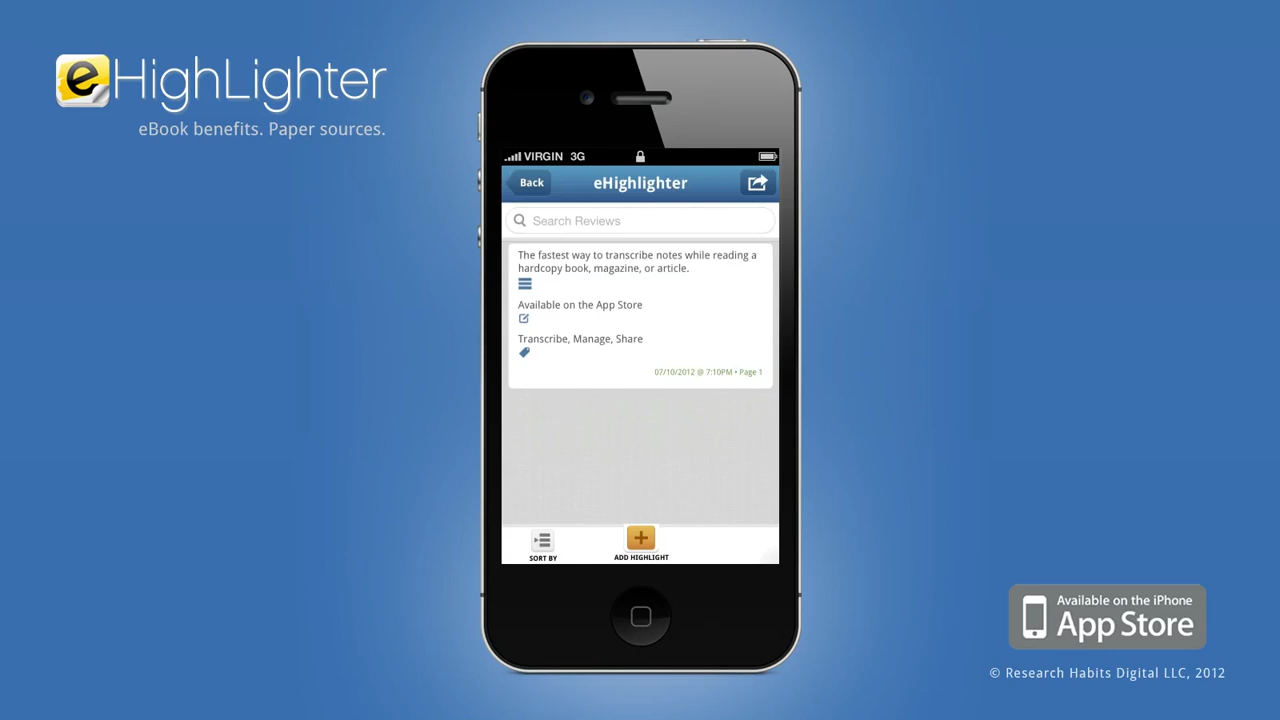 eHighLighter
eBook benefits. Paper sources.
VIRGIN 3G
Back
eHighlighter
Search Reviews
The fastest way to transcribe notes while reading a
hardcopy book, magazine, or article.
Available on the App Store
Transcribe, Manage, Share
07/10/2012 @ 7:10PM • Page 1
SORT BY
ADD HIGHLIGHT
Available on the iPhone
App Store
© Research Habits Digital LLC, 2012